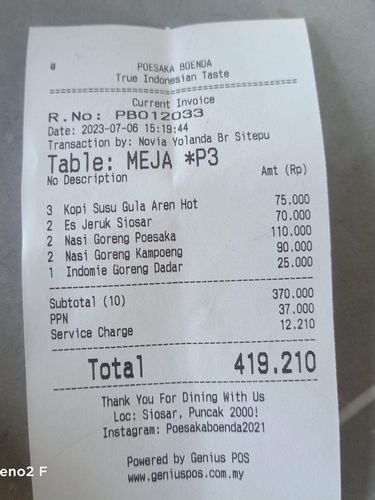 POESAKA BOENDA
True Indonesian Taste
Current Invoice
R.No: PB012033
Date: 2023-07-06 15:19:44
Transaction by: Novia Yolanda Br Sitepu
Table: MEJA *P3
No Description Amt (Rp)
3 Kopi Susu Gula Aren Hot 75.000
2 Es Jeruk Siosar 70.000
2 Nasi Goreng Poesaka 110.000
2 Nasi Goreng Kampoeng 90.000
1 Indomie Goreng Dadar 25.000
Subtotal (10) 370.000
PPN 37.000
Service Charge 12.210
Total 419.210
Thank You For Dining With Us
Loc: Siosar, Puncak 2000!
Instagram: Poesakaboenda2021
Powered by Genius POS
www.geniuspos.com.my
eno2 F